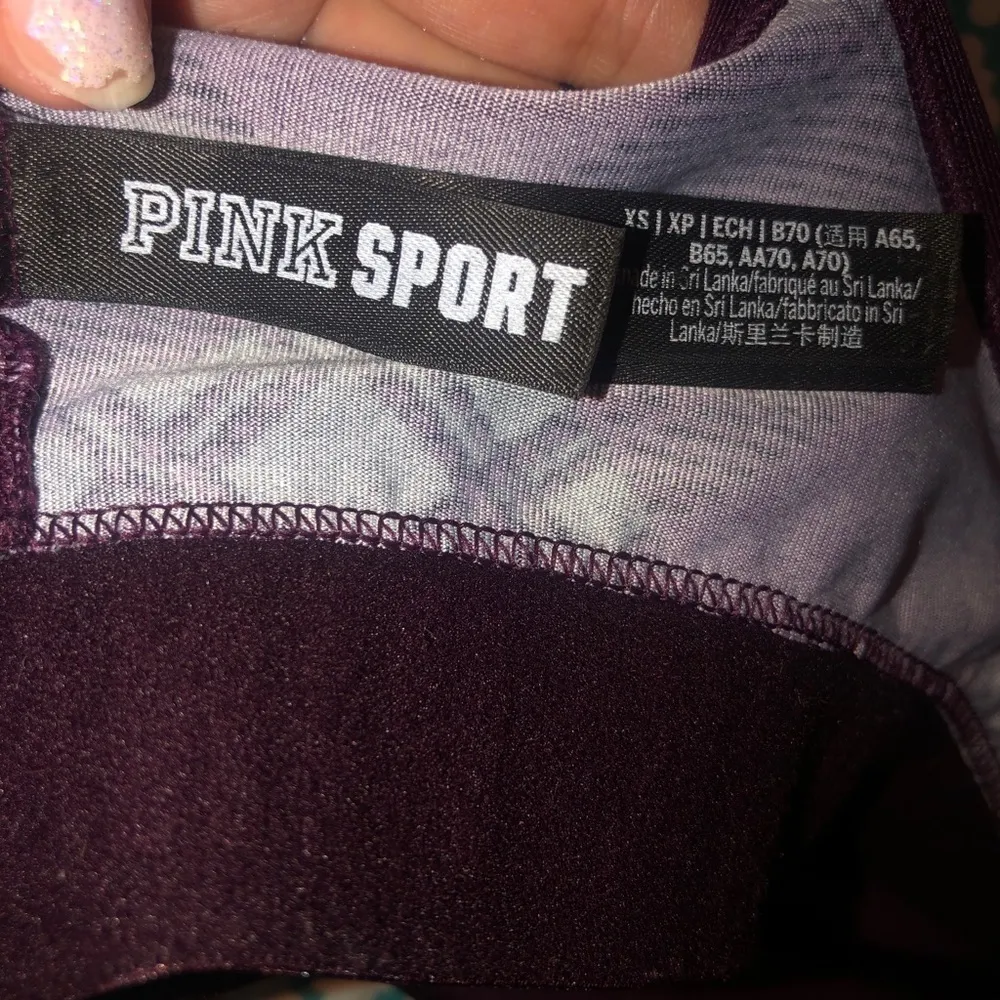 PINK SPORT
XS | XP | ECH | B70 (适用 A65,
B65, AA70, A70)
made in Sri Lanka/fabriqué au Sri Lanka/
hecho en Sri Lanka/fabbricato in Sri
Lanka/斯里兰卡制造